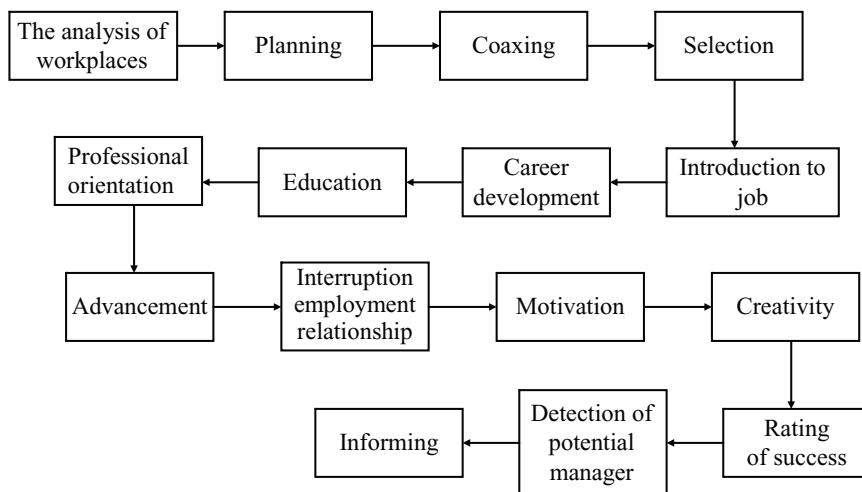 The analysis of
workplaces
Planning
Coaxing
Selection
Introduction to
job
Career
development
Education
Professional
orientation
Advancement
Interruption
employment
relationship
Motivation
Creativity
Rating
of success
Detection of
potential
manager
Informing